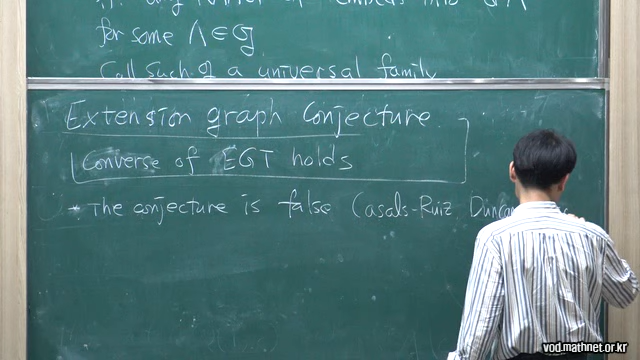 for some Λ ∈ G
Call such G a universal family
Extension graph Conjecture
Converse of EGT holds
* The conjecture is false (Casals-Ruiz, Duncan
vod.mathnet.or.kr